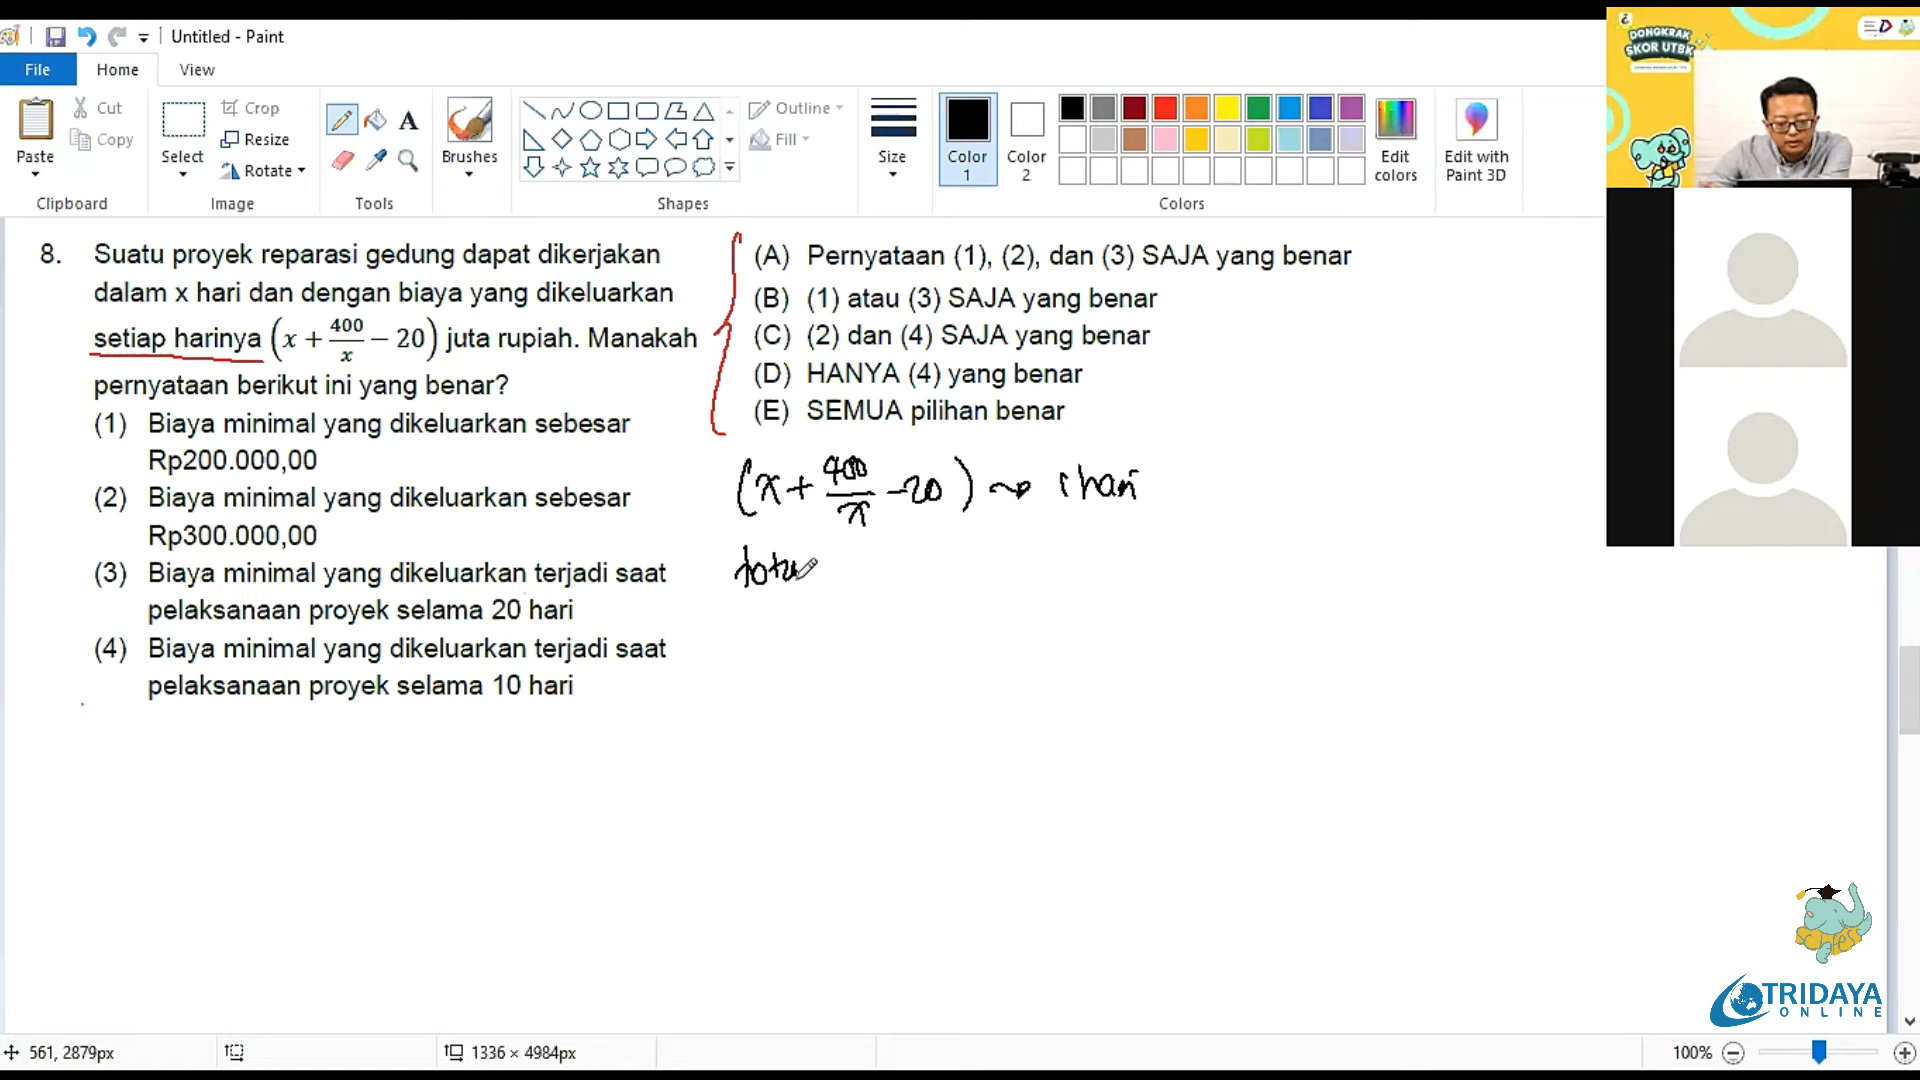 Untitled - Paint
File Home View
Cut
Copy
Paste
Clipboard
Crop
Resize
Rotate
Select
Image
Tools
Brushes
Outline
Fill
Shapes
Size
Color 1
Color 2
Edit colors
Edit with Paint 3D
Colors
DONGKRAK
SKOR UTBK
8. Suatu proyek reparasi gedung dapat dikerjakan
dalam x hari dan dengan biaya yang dikeluarkan
setiap harinya (x + 400/x − 20) juta rupiah. Manakah
pernyataan berikut ini yang benar?
(1) Biaya minimal yang dikeluarkan sebesar
Rp200.000,00
(2) Biaya minimal yang dikeluarkan sebesar
Rp300.000,00
(3) Biaya minimal yang dikeluarkan terjadi saat
pelaksanaan proyek selama 20 hari
(4) Biaya minimal yang dikeluarkan terjadi saat
pelaksanaan proyek selama 10 hari
(A) Pernyataan (1), (2), dan (3) SAJA yang benar
(B) (1) atau (3) SAJA yang benar
(C) (2) dan (4) SAJA yang benar
(D) HANYA (4) yang benar
(E) SEMUA pilihan benar
(x + 400/x − 20) ⇝ 1 hari
TRIDAYA
ONLINE
561, 2879px
1336 × 4984px
100%